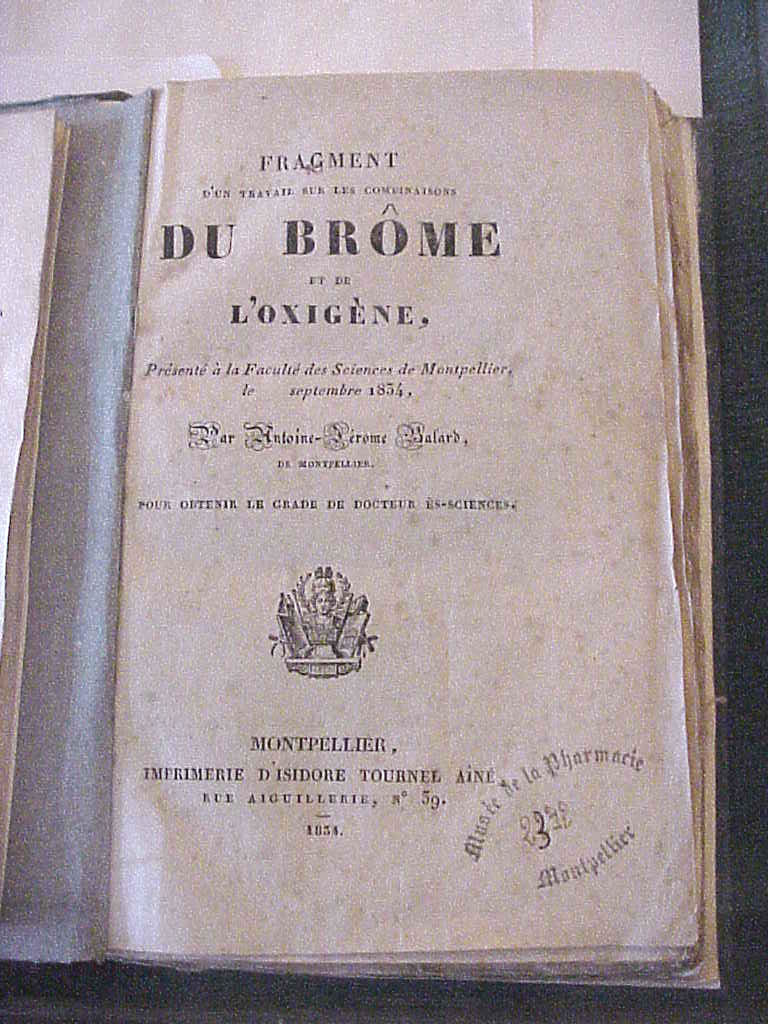 FRAGMENT
D'UN TRAVAIL SUR LES COMBINAISONS
DU BRÔME
ET DE
L'OXIGÈNE,
Présenté à la Faculté des Sciences de Montpellier,
le septembre 1834,
Par Antoine-Jérôme Balard,
DE MONTPELLIER.
POUR OBTENIR LE GRADE DE DOCTEUR ÈS-SCIENCES.
MONTPELLIER,
IMPRIMERIE D'ISIDORE TOURNEL AÎNÉ
RUE AIGUILLERIE, N° 39.
1834.
Musée de la Pharmacie
Montpellier